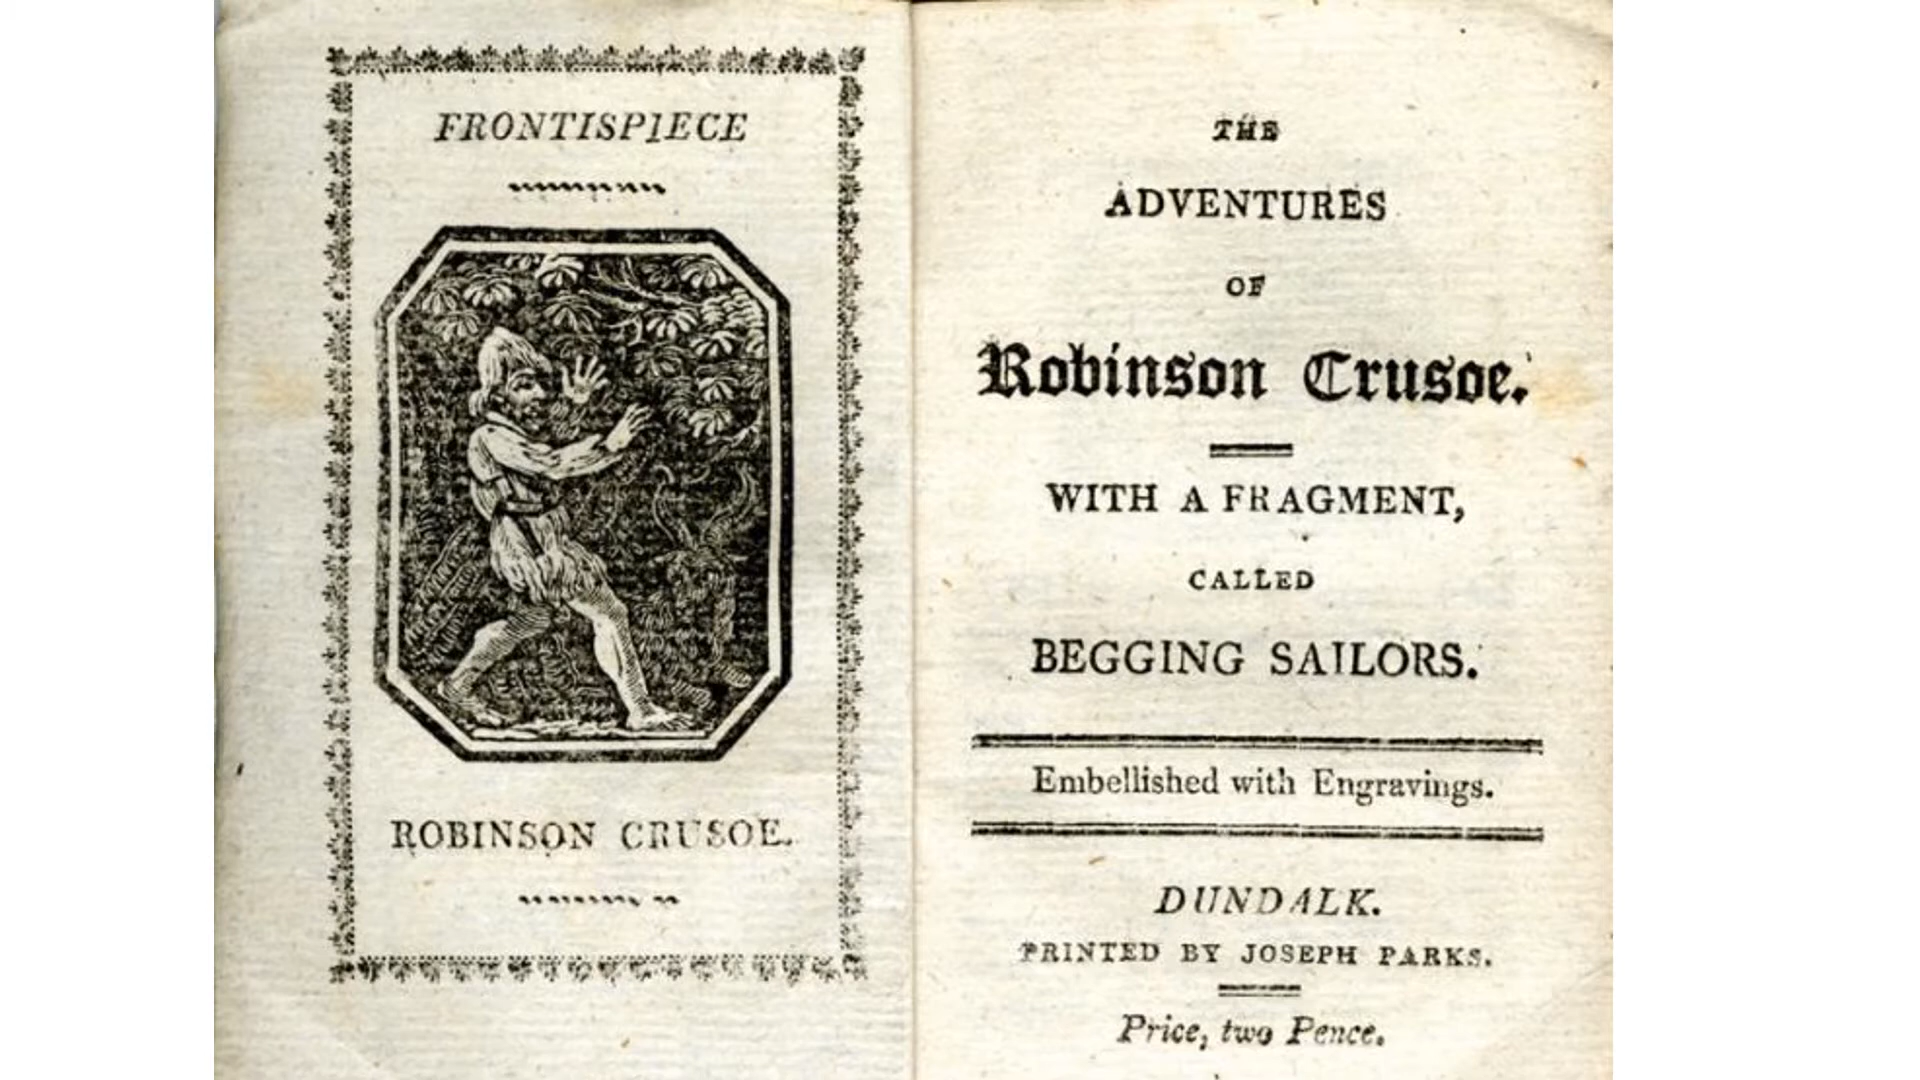 FRONTISPIECE
ROBINSON CRUSOE.
THE
ADVENTURES
OF
Robinson Crusoe.
WITH A FRAGMENT,
CALLED
BEGGING SAILORS.
Embellished with Engravings.
DUNDALK.
PRINTED BY JOSEPH PARKS.
Price, two Pence.